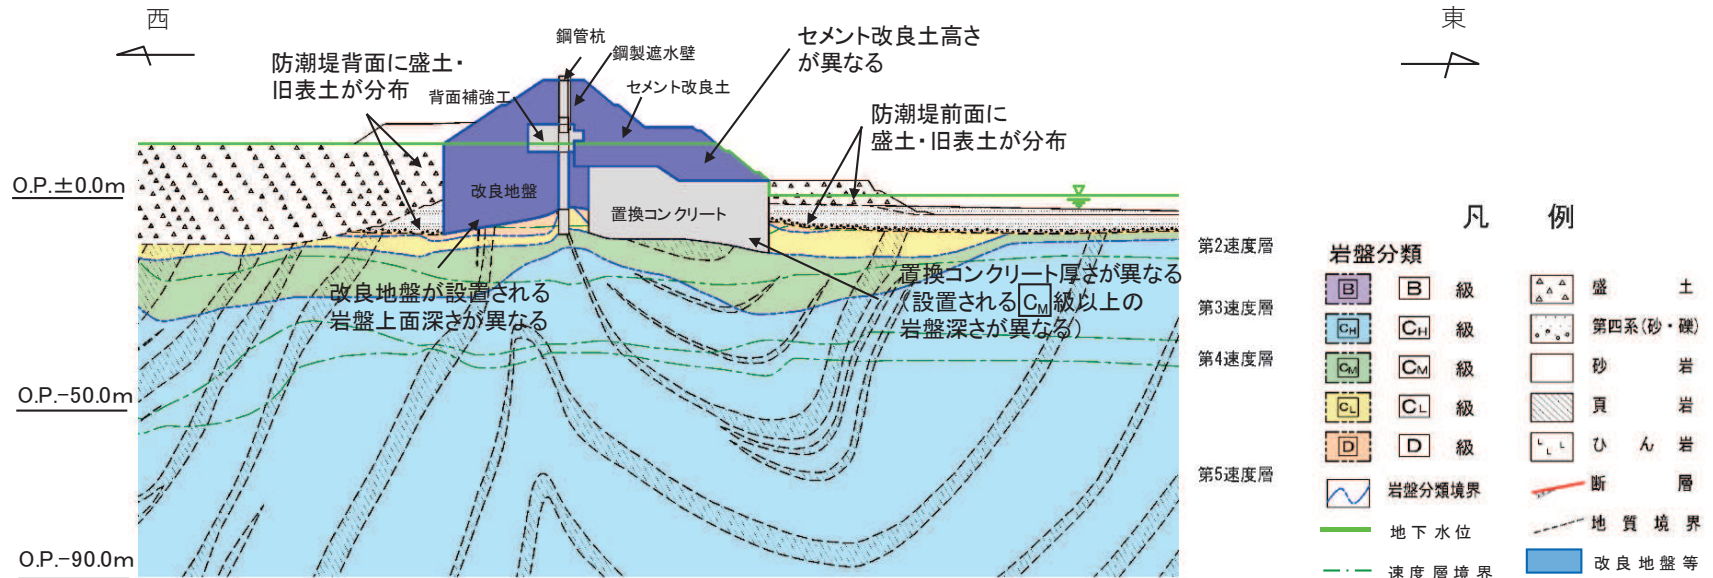 西
東
鋼管杭
鋼製遮水壁
セメント改良土
背面補強工
防潮堤背面に盛土・
旧表土が分布
セメント改良土高さ
が異なる
防潮堤前面に
盛土・旧表土が分布
O.P.±0.0m
改良地盤
置換コンクリート
改良地盤が設置される
岩盤上面深さが異なる
置換コンクリート厚さが異なる
(設置されるCM級以上の
岩盤深さが異なる)
O.P.-50.0m
O.P.-90.0m
第2速度層
第3速度層
第4速度層
第5速度層
凡 例
岩盤分類
B B 級
CH CH 級
CM CM 級
CL CL 級
D D 級
岩盤分類境界
地下水位
速度層境界
盛 土
第四系(砂・礫)
砂 岩
頁 岩
ひ ん 岩
断 層
地質境界
改良地盤等